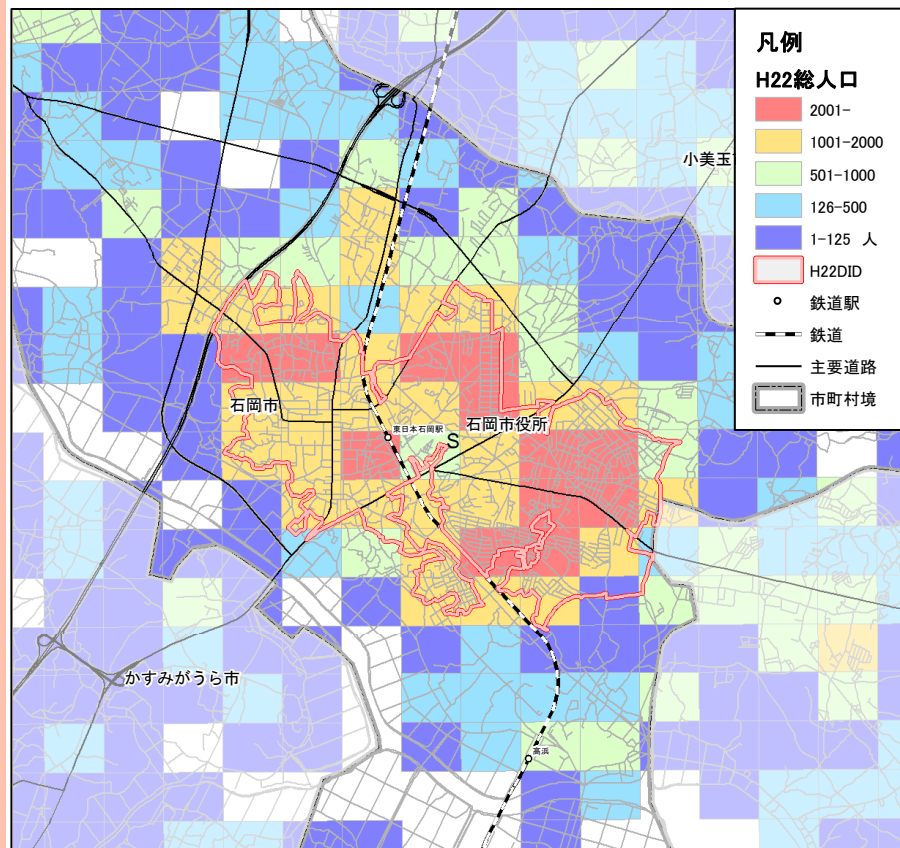 凡例
H22総人口
2001-
1001-2000
501-1000
126-500
1-125 人
H22DID
鉄道駅
鉄道
主要道路
市町村境
小美玉
石岡市
石岡市役所
東日本石岡駅
S
かすみがうら市
高浜